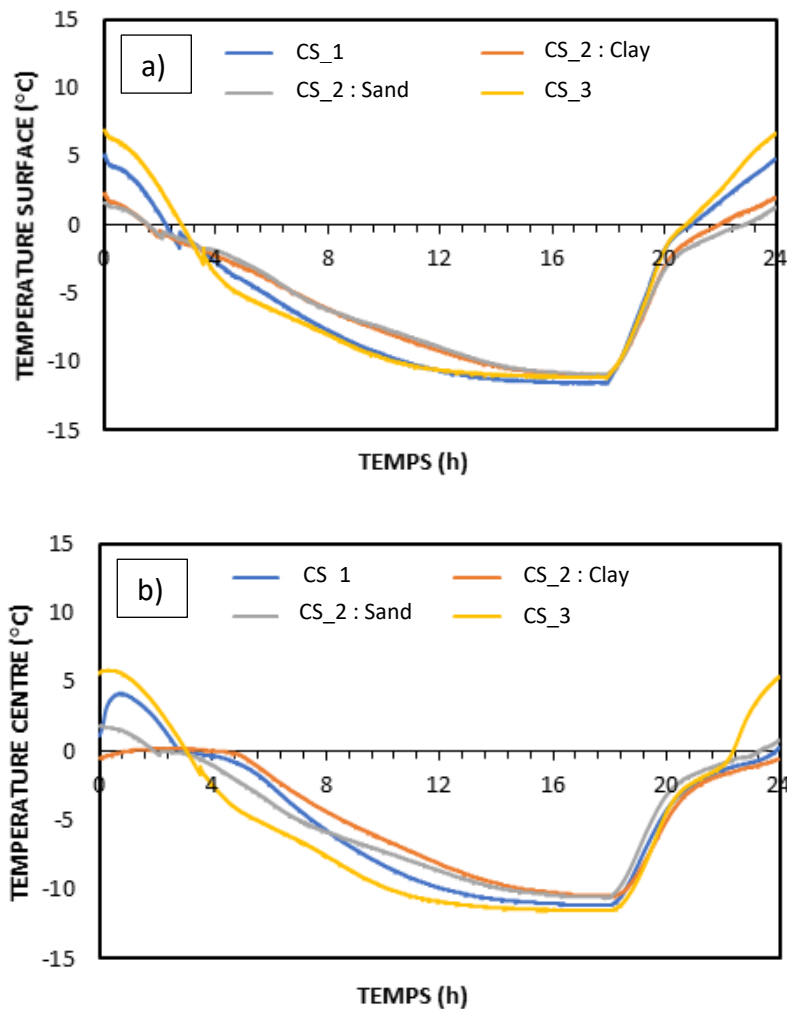 a)
CS_1
CS_2 : Clay
CS_2 : Sand
CS_3
TEMPERATURE SURFACE (°C)
15
10
5
0
-5
-10
-15
0
4
8
12
16
20
24
TEMPS (h)
b)
CS 1
CS_2 : Clay
CS_2 : Sand
CS_3
TEMPERATURE CENTRE (°C)
15
10
5
0
-5
-10
-15
0
4
8
12
16
20
24
TEMPS (h)